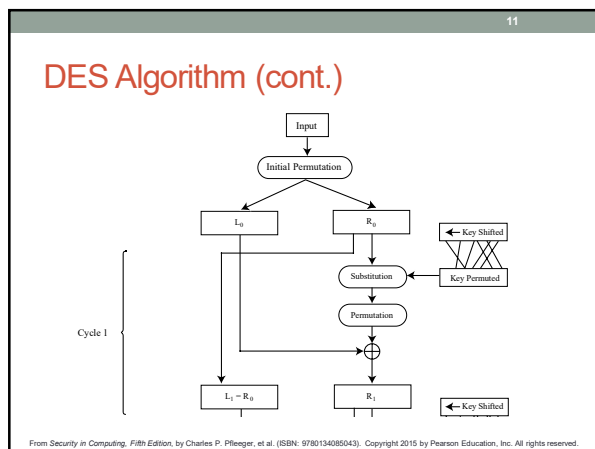 11
DES Algorithm (cont.)
Input
Initial Permutation
L0
R0
Key Shifted
Substitution
Key Permuted
Permutation
Cycle 1
L1 = R0
R1
Key Shifted
From Security in Computing, Fifth Edition, by Charles P. Pfleeger, et al. (ISBN: 9780134085043). Copyright 2015 by Pearson Education, Inc. All rights reserved.